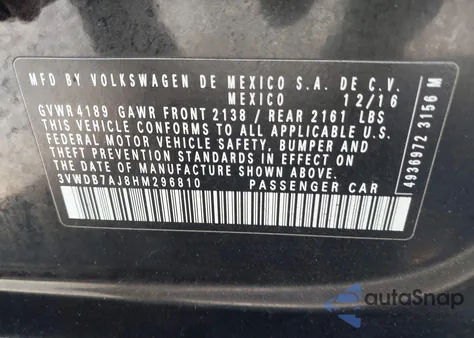 MFD BY VOLKSWAGEN DE MEXICO S.A. DE C.V.
MEXICO 12/16
GVWR 4189 GAWR FRONT 2138 / REAR 2161 LBS
THIS VEHICLE CONFORMS TO ALL APPLICABLE U.S.
FEDERAL MOTOR VEHICLE SAFETY, BUMPER AND
THEFT PREVENTION STANDARDS IN EFFECT ON
THE DATE OF MANUFACTURE SHOWN ABOVE.
3VWDB7AJ8HM296810 PASSENGER CAR
4936972 3156 M
autoSnap
www.autosnap